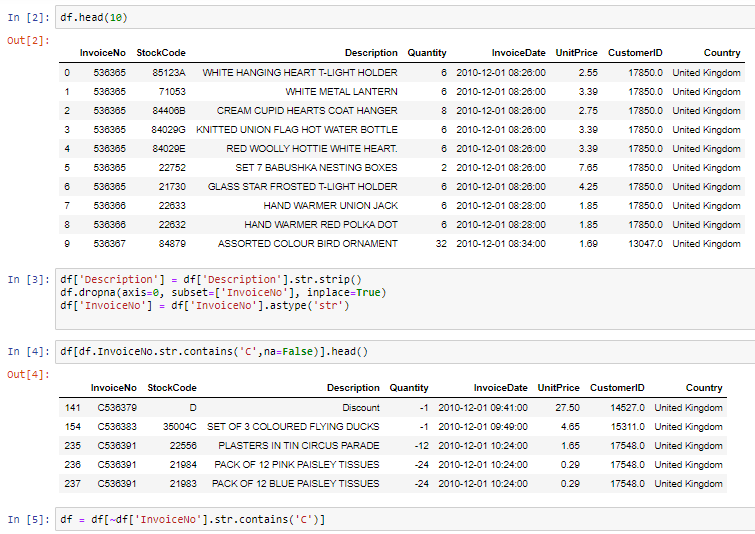 In [2]: df.head(10)
Out[2]:
InvoiceNo StockCode Description Quantity InvoiceDate UnitPrice CustomerID Country
0 536365 85123A WHITE HANGING HEART T-LIGHT HOLDER 6 2010-12-01 08:26:00 2.55 17850.0 United Kingdom
1 536365 71053 WHITE METAL LANTERN 6 2010-12-01 08:26:00 3.39 17850.0 United Kingdom
2 536365 84406B CREAM CUPID HEARTS COAT HANGER 8 2010-12-01 08:26:00 2.75 17850.0 United Kingdom
3 536365 84029G KNITTED UNION FLAG HOT WATER BOTTLE 6 2010-12-01 08:26:00 3.39 17850.0 United Kingdom
4 536365 84029E RED WOOLLY HOTTIE WHITE HEART. 6 2010-12-01 08:26:00 3.39 17850.0 United Kingdom
5 536365 22752 SET 7 BABUSHKA NESTING BOXES 2 2010-12-01 08:26:00 7.65 17850.0 United Kingdom
6 536365 21730 GLASS STAR FROSTED T-LIGHT HOLDER 6 2010-12-01 08:26:00 4.25 17850.0 United Kingdom
7 536366 22633 HAND WARMER UNION JACK 6 2010-12-01 08:28:00 1.85 17850.0 United Kingdom
8 536366 22632 HAND WARMER RED POLKA DOT 6 2010-12-01 08:28:00 1.85 17850.0 United Kingdom
9 536367 84879 ASSORTED COLOUR BIRD ORNAMENT 32 2010-12-01 08:34:00 1.69 13047.0 United Kingdom
In [3]: df['Description'] = df['Description'].str.strip()
df.dropna(axis=0, subset=['InvoiceNo'], inplace=True)
df['InvoiceNo'] = df['InvoiceNo'].astype('str')
In [4]: df[df.InvoiceNo.str.contains('C',na=False)].head()
Out[4]:
InvoiceNo StockCode Description Quantity InvoiceDate UnitPrice CustomerID Country
141 C536379 D Discount -1 2010-12-01 09:41:00 27.50 14527.0 United Kingdom
154 C536383 35004C SET OF 3 COLOURED FLYING DUCKS -1 2010-12-01 09:49:00 4.65 15311.0 United Kingdom
235 C536391 22556 PLASTERS IN TIN CIRCUS PARADE -12 2010-12-01 10:24:00 1.65 17548.0 United Kingdom
236 C536391 21984 PACK OF 12 PINK PAISLEY TISSUES -24 2010-12-01 10:24:00 0.29 17548.0 United Kingdom
237 C536391 21983 PACK OF 12 BLUE PAISLEY TISSUES -24 2010-12-01 10:24:00 0.29 17548.0 United Kingdom
In [5]: df = df[~df['InvoiceNo'].str.contains('C')]